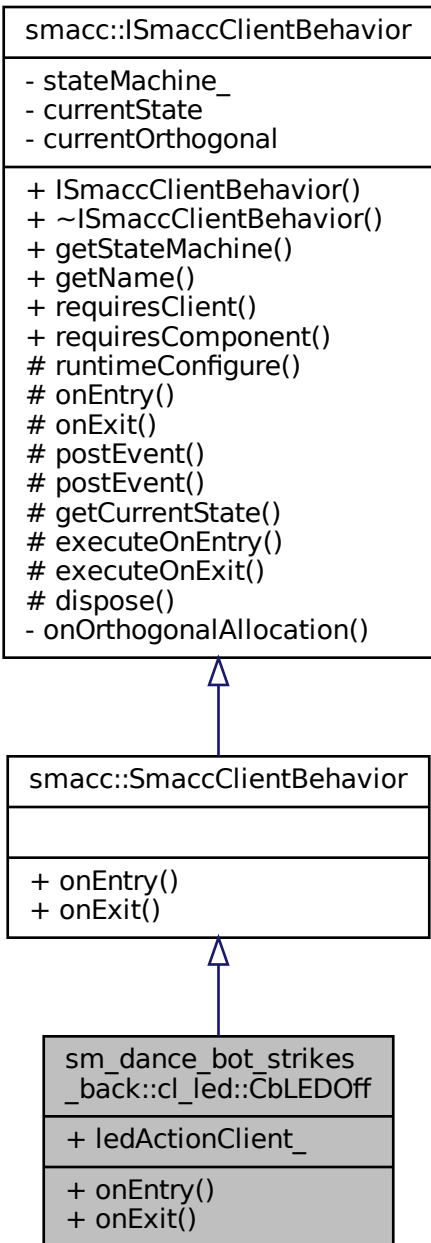 smacc::ISmaccClientBehavior
- stateMachine_
- currentState
- currentOrthogonal
+ ISmaccClientBehavior()
+ ~ISmaccClientBehavior()
+ getStateMachine()
+ getName()
+ requiresClient()
+ requiresComponent()
# runtimeConfigure()
# onEntry()
# onExit()
# postEvent()
# postEvent()
# getCurrentState()
# executeOnEntry()
# executeOnExit()
# dispose()
- onOrthogonalAllocation()
smacc::SmaccClientBehavior
+ onEntry()
+ onExit()
sm_dance_bot_strikes
_back::cl_led::CbLEDOff
+ ledActionClient_
+ onEntry()
+ onExit()